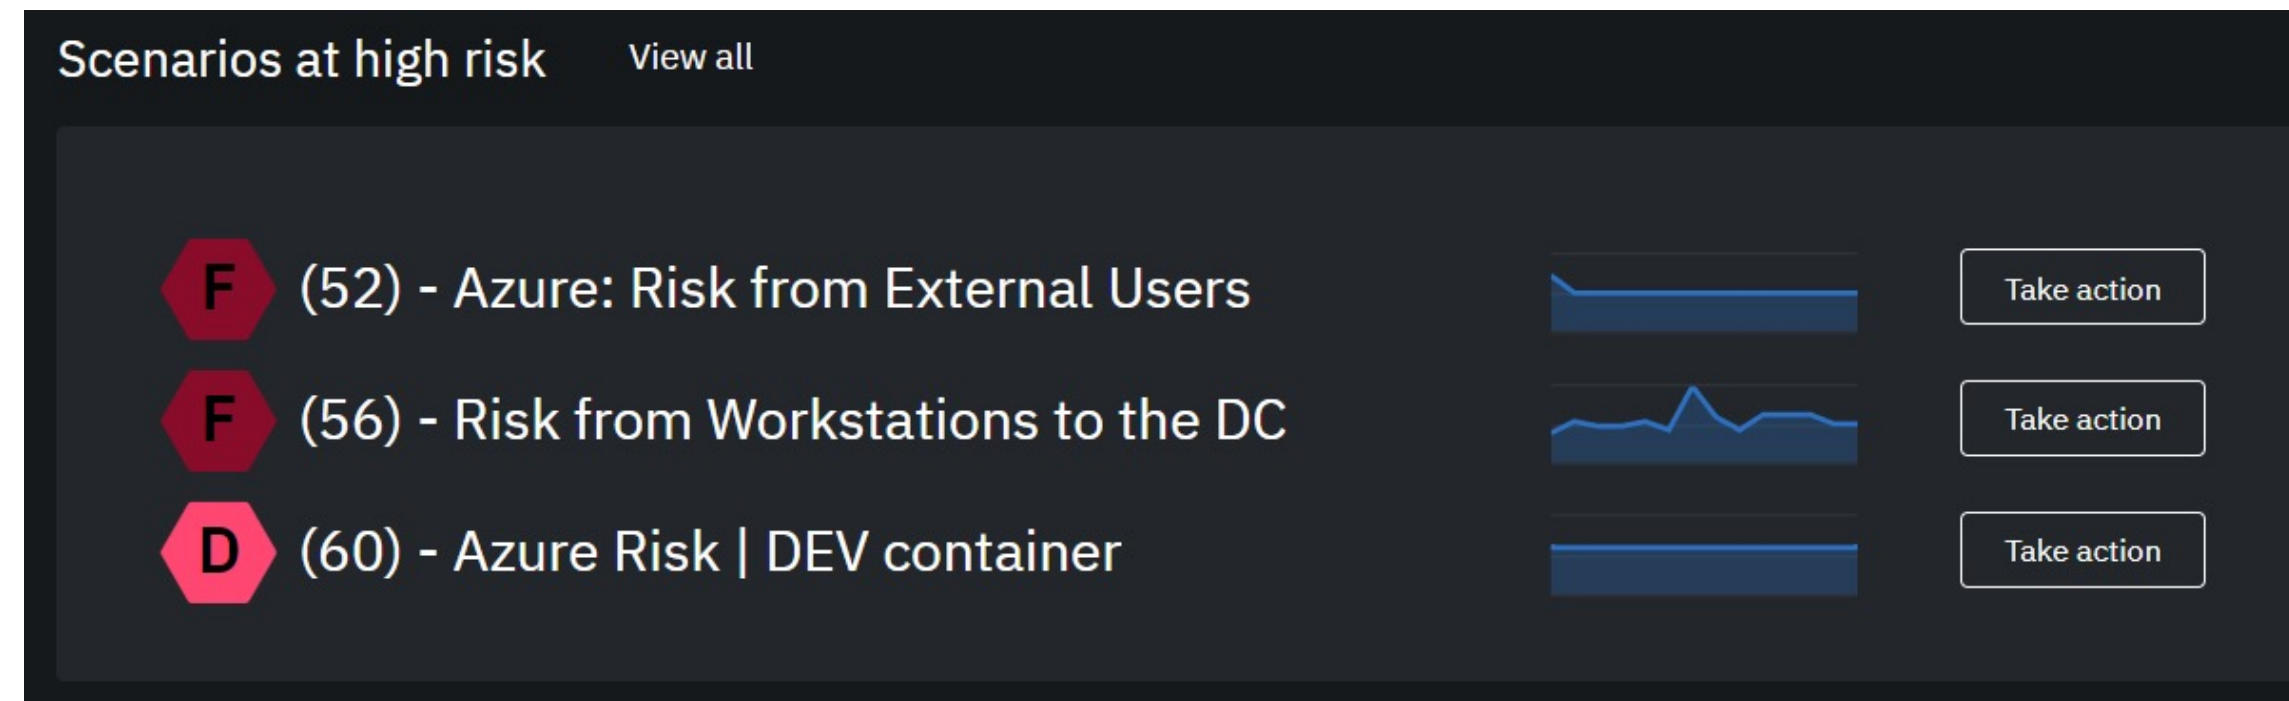 Scenarios at high risk View all
F (52) - Azure: Risk from External Users Take action
F (56) - Risk from Workstations to the DC Take action
D (60) - Azure Risk | DEV container Take action